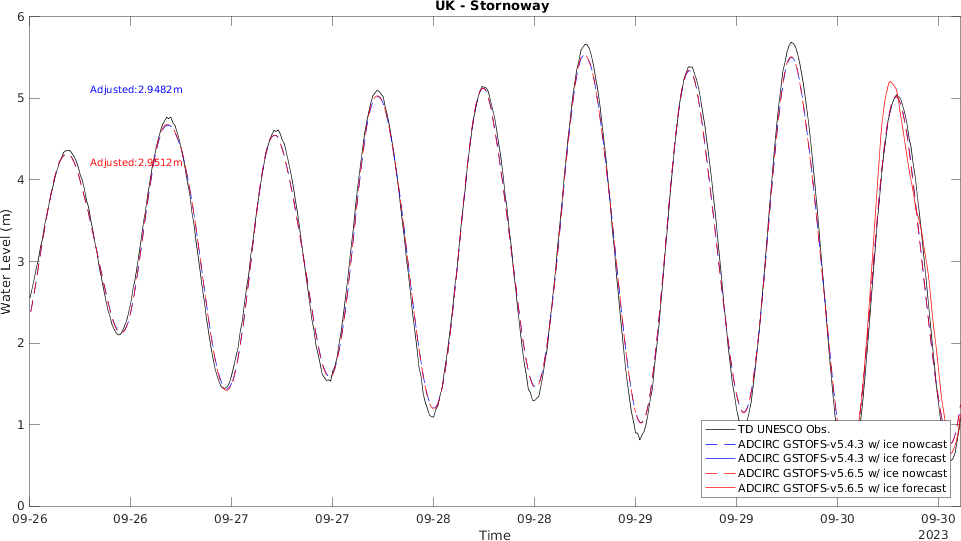 UK - Stornoway
6
5
4
3
2
1
0
Water Level (m)
Adjusted:2.9482m
Adjusted:2.9512m
TD UNESCO Obs.
ADCIRC GSTOFS-v5.4.3 w/ ice nowcast
ADCIRC GSTOFS-v5.4.3 w/ ice forecast
ADCIRC GSTOFS-v5.6.5 w/ ice nowcast
ADCIRC GSTOFS-v5.6.5 w/ ice forecast
09-26 09-26 09-27 09-27 09-28 09-28 09-29 09-29 09-30 09-30
2023
Time